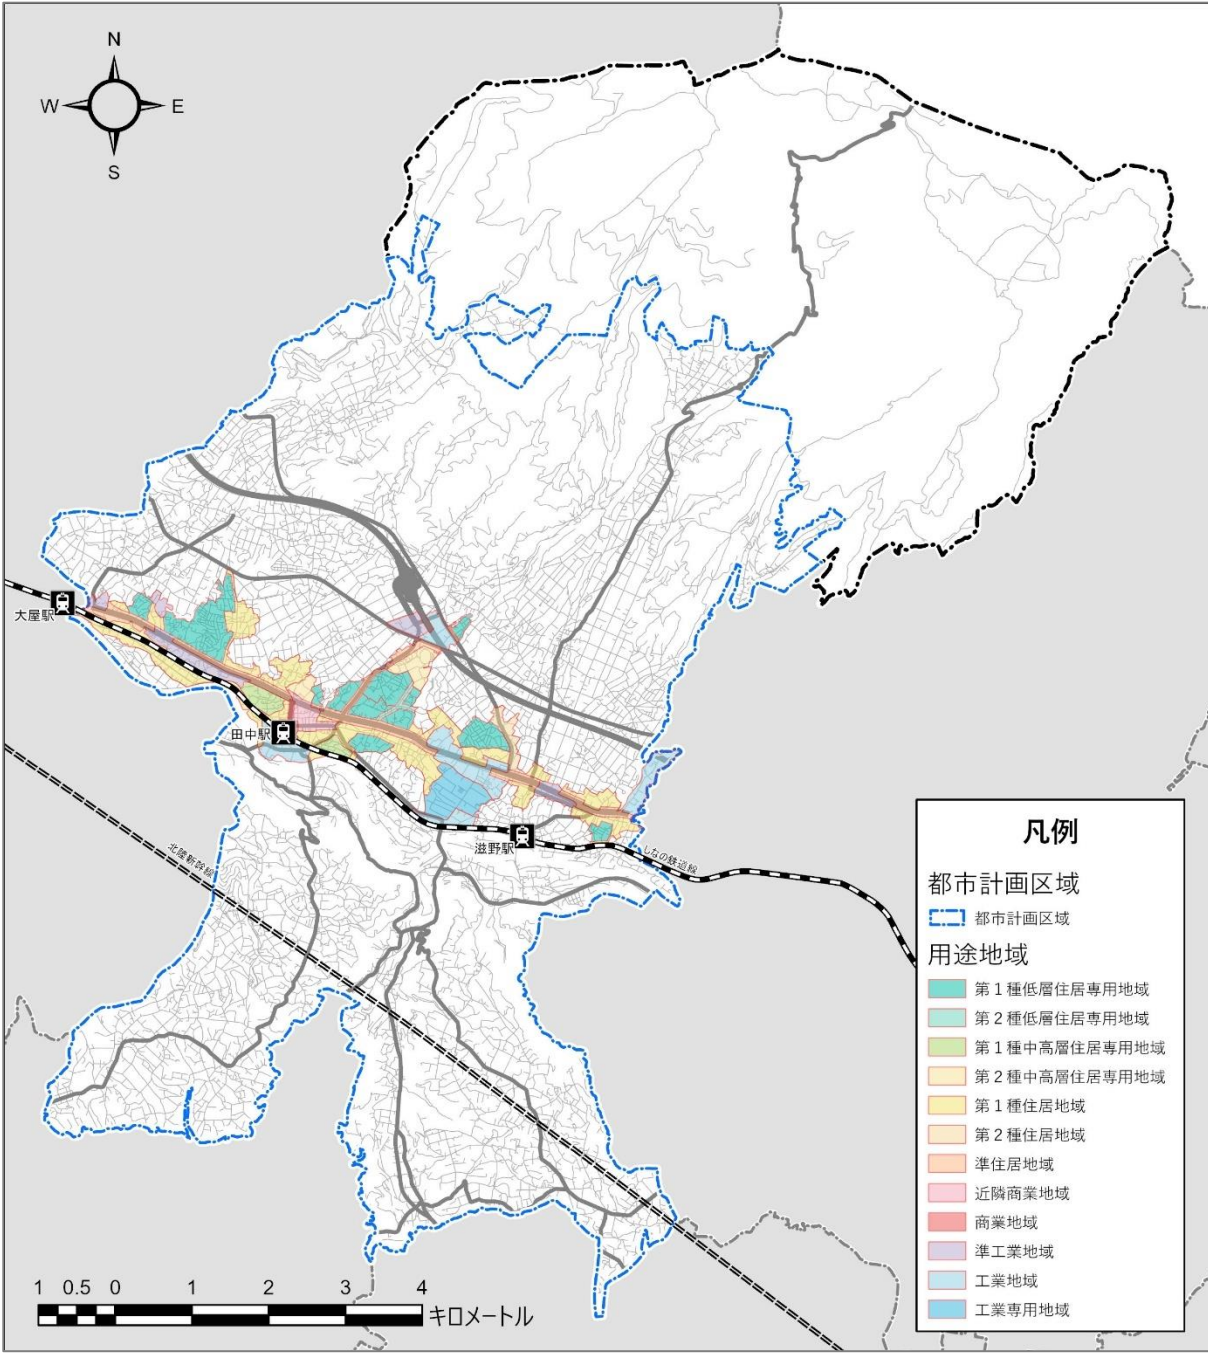 N
W E
S
大屋駅
田中駅
滋野駅
しなの鉄道線
北陸新幹線
凡例
都市計画区域
都市計画区域
用途地域
第１種低層住居専用地域
第２種低層住居専用地域
第１種中高層住居専用地域
第２種中高層住居専用地域
第１種住居地域
第２種住居地域
準住居地域
近隣商業地域
商業地域
準工業地域
工業地域
工業専用地域
1 0.5 0 1 2 3 4
キロメートル